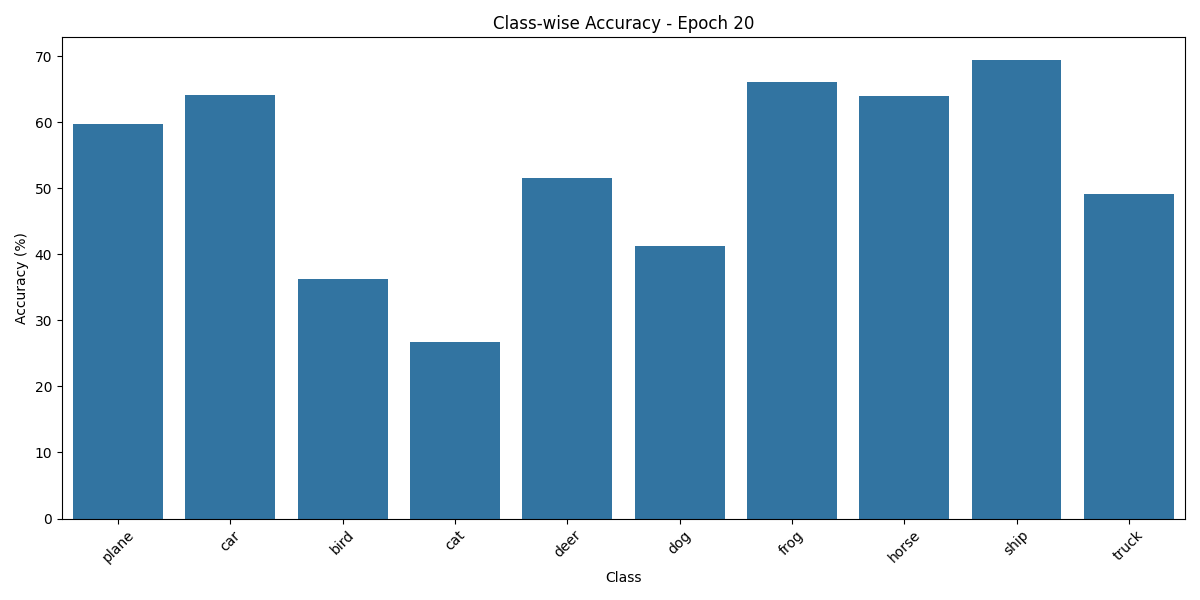 Class-wise Accuracy - Epoch 20
Accuracy (%)
70
60
50
40
30
20
10
0
plane
car
bird
cat
deer
dog
frog
horse
ship
truck
Class